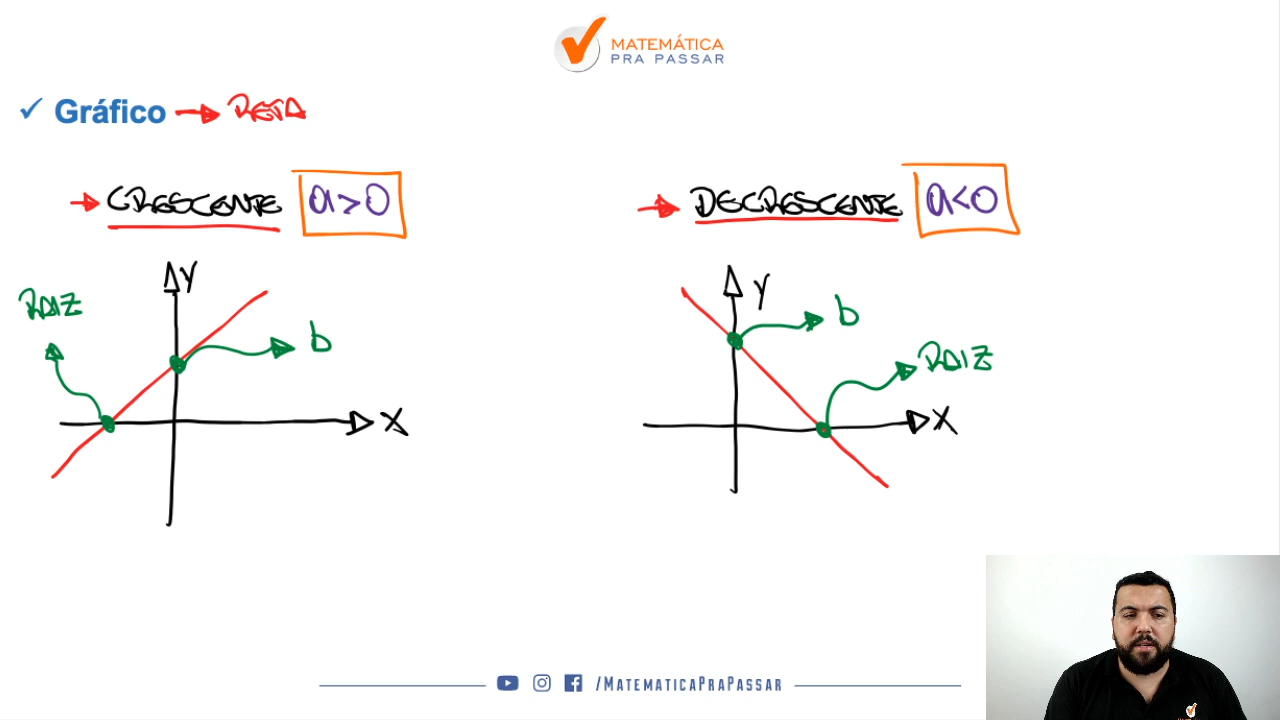 MATEMÁTICA
PRA PASSAR
✓ Gráfico → RETA
→ CRESCENTE a>0
→ DECRESCENTE a<0
Y
RAIZ
b
X
Y
b
RAIZ
X
/MATEMATICAPRAPASSAR